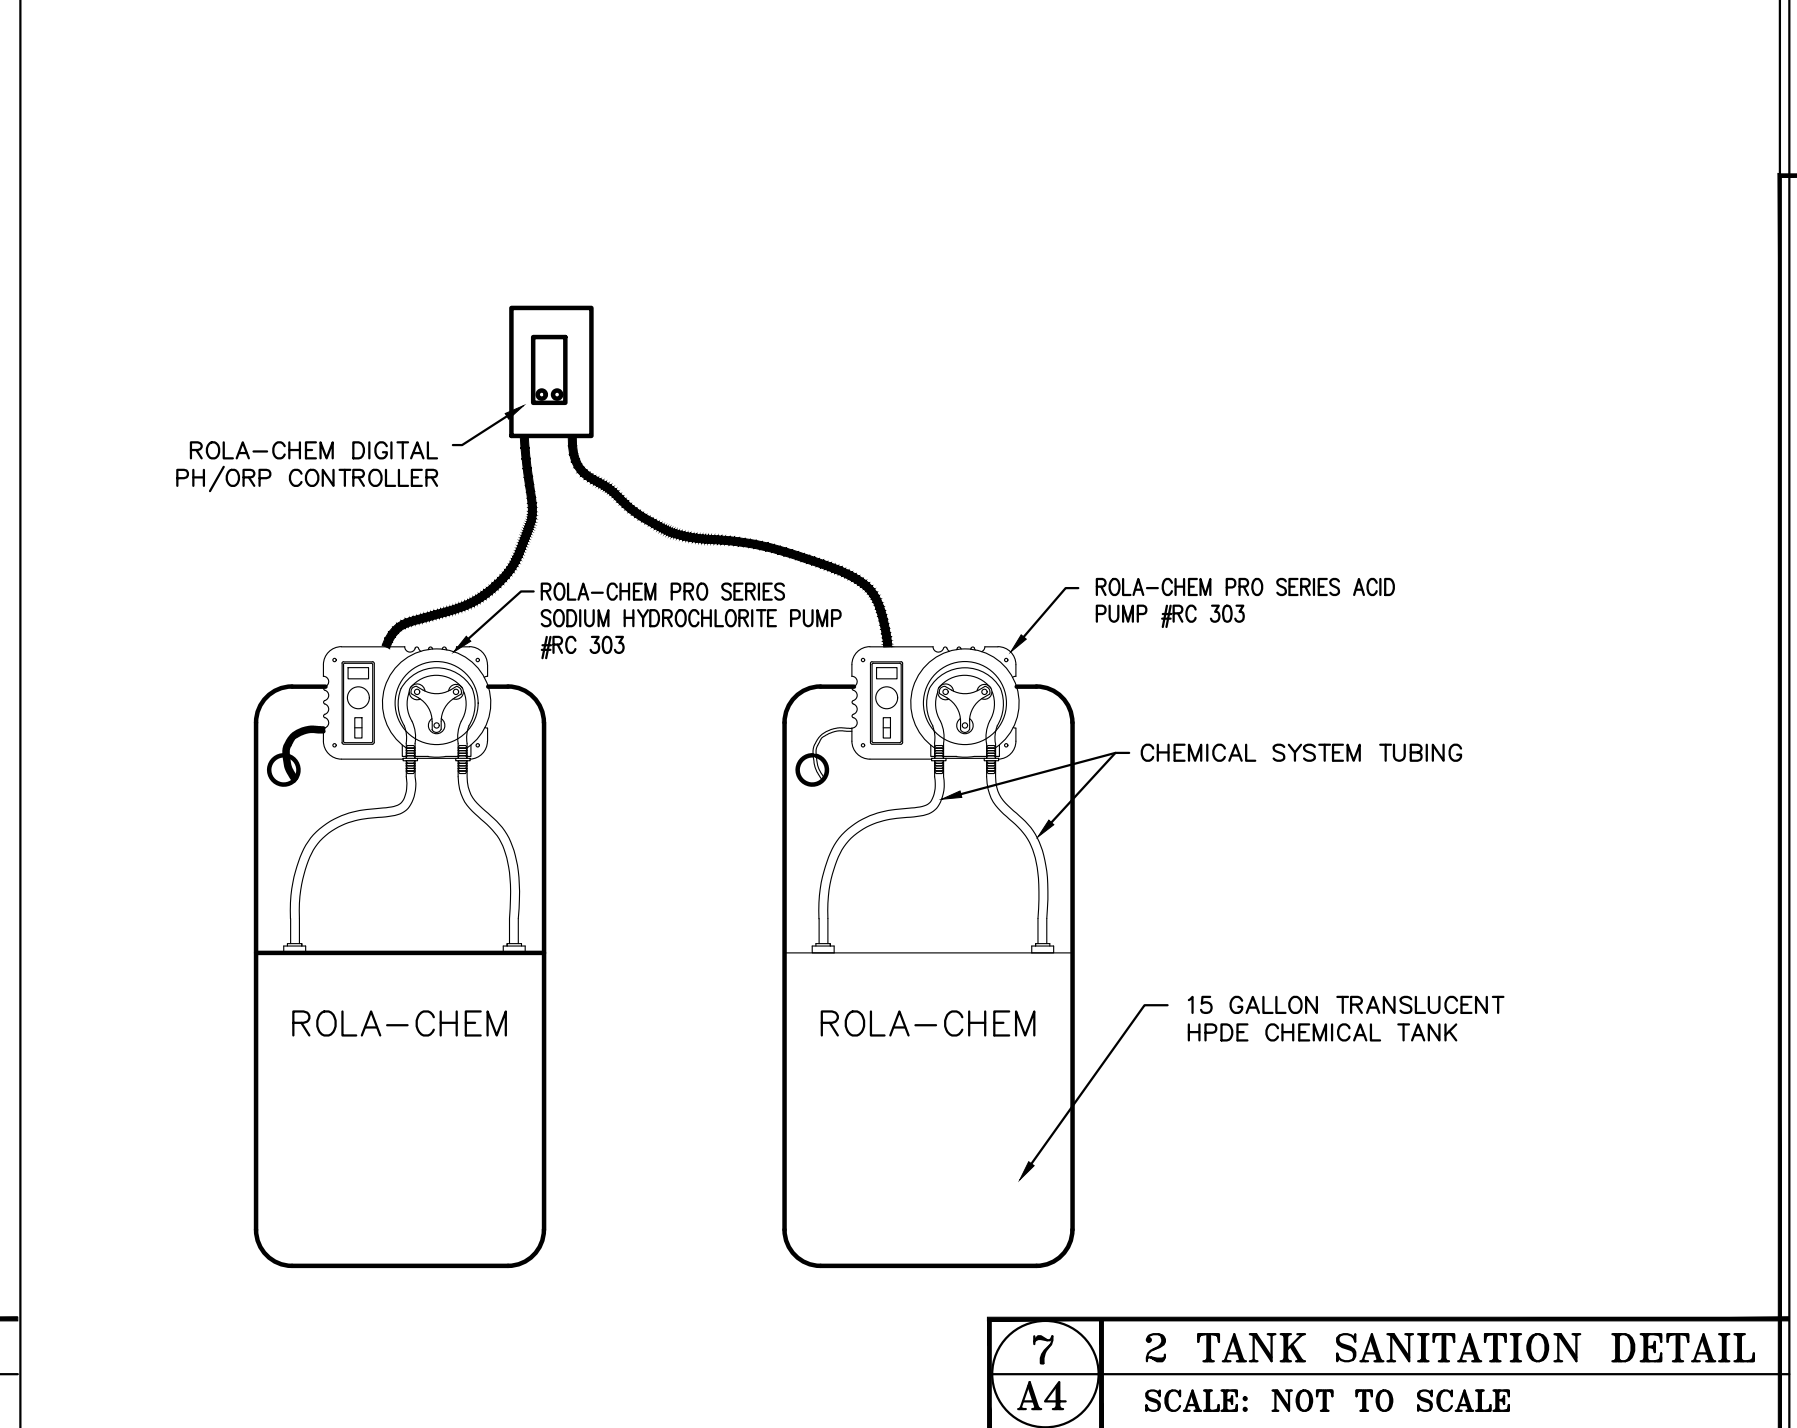 ROLA-CHEM DIGITAL
PH/ORP CONTROLLER
ROLA-CHEM PRO SERIES
SODIUM HYDROCHLORITE PUMP
#RC 303
ROLA-CHEM PRO SERIES ACID
PUMP #RC 303
CHEMICAL SYSTEM TUBING
ROLA-CHEM
ROLA-CHEM
15 GALLON TRANSLUCENT
HPDE CHEMICAL TANK
7
A4
2 TANK SANITATION DETAIL
SCALE: NOT TO SCALE